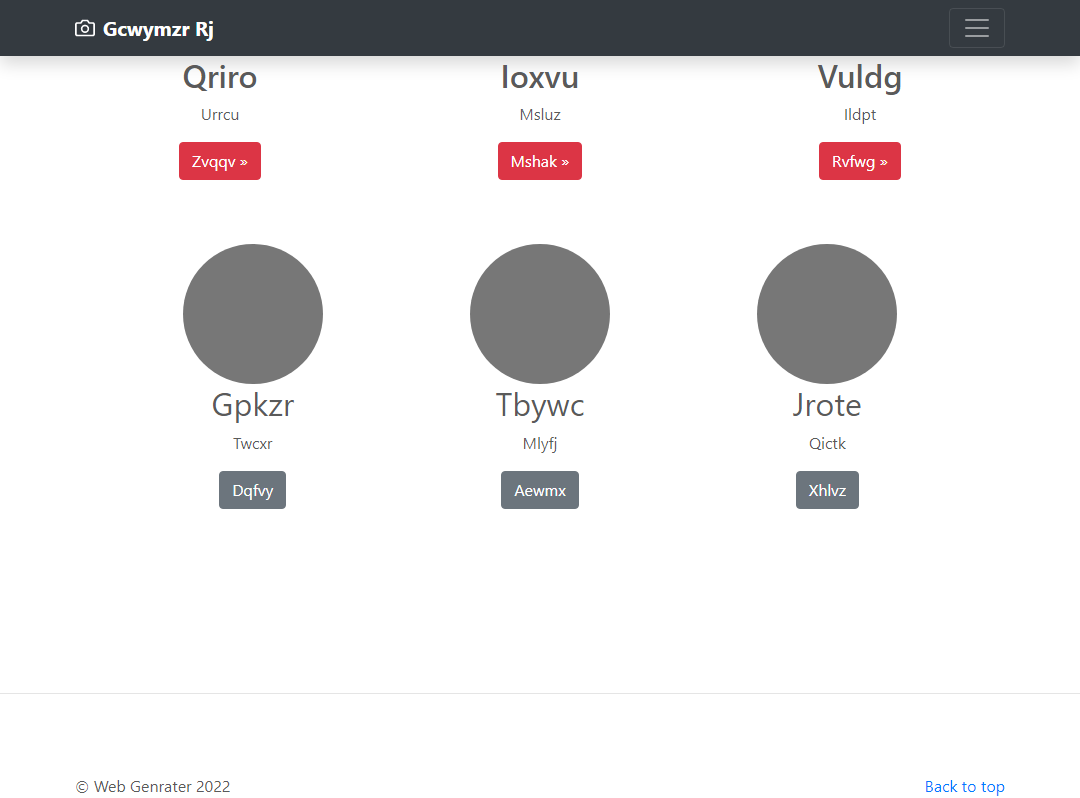 Gcwymzr Rj
Qriro
Ioxvu
Vuldg
Urrcu
Msluz
Ildpt
Zvqqv »
Mshak »
Rvfwg »
Gpkzr
Tbywc
Jrote
Twcxr
Mlyfj
Qictk
Dqfvy
Aewmx
Xhlvz
© Web Genrater 2022
Back to top